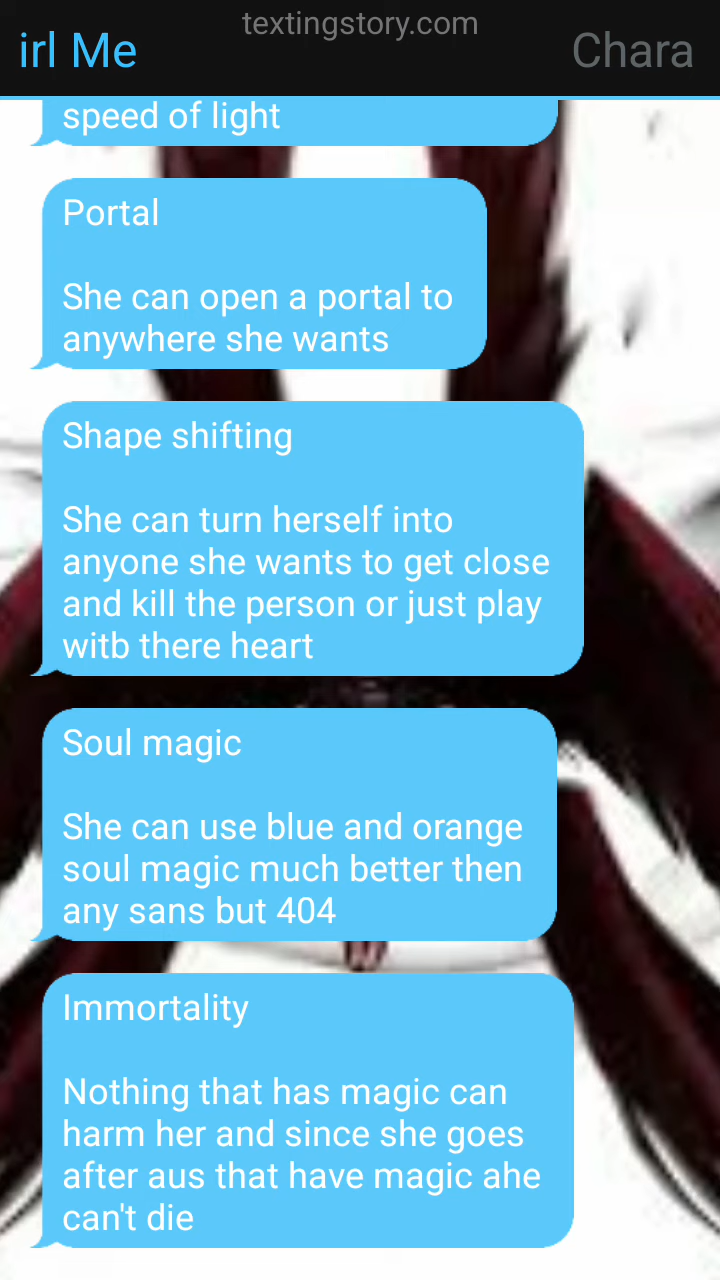 textingstory.com
irl Me
Chara
speed of light
Portal
She can open a portal to
anywhere she wants
Shape shifting
She can turn herself into
anyone she wants to get close
and kill the person or just play
witb there heart
Soul magic
She can use blue and orange
soul magic much better then
any sans but 404
Immortality
Nothing that has magic can
harm her and since she goes
after aus that have magic ahe
can't die